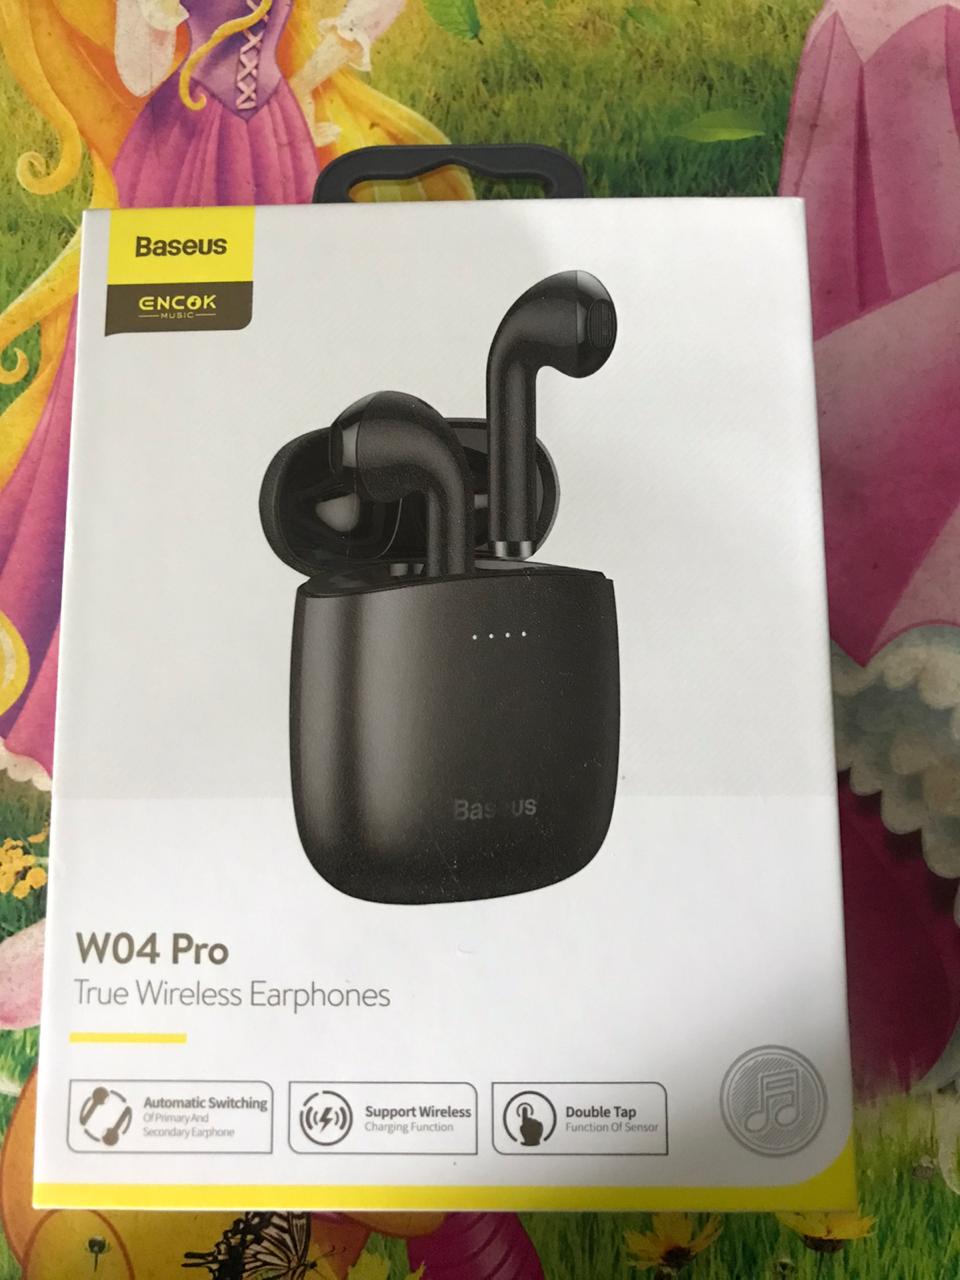 Baseus
ENCOK
MUSIC
Baseus
W04 Pro
True Wireless Earphones
Automatic Switching
Of Primary And
Secondary Earphone
Support Wireless
Charging Function
Double Tap
Function Of Sensor